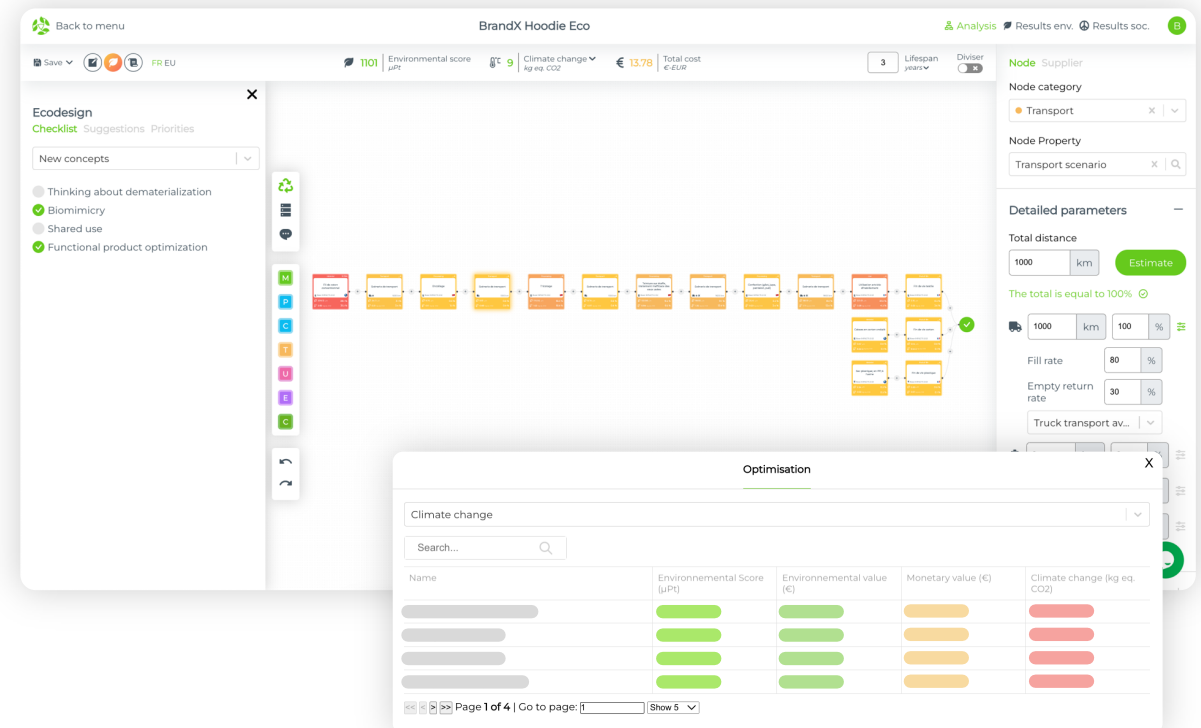 Back to menu
BrandX Hoodie Eco
Analysis Results env. Results soc. B
Save
FR EU
1101 Environmental score
µPt
9 Climate change
kg eq. CO2
€ 13.78 Total cost
€-EUR
3 Lifespan
years
Diviser
Ecodesign
Checklist Suggestions Priorities
New concepts
Thinking about dematerialization
Biomimicry
Shared use
Functional product optimization
M
P
C
T
U
E
C
Node Supplier
Node category
Transport
Node Property
Transport scenario
Detailed parameters
Total distance
1000 km Estimate
The total is equal to 100%
1000 km 100 %
Fill rate 80 %
Empty return
rate 30 %
Truck transport av...
Optimisation
X
Climate change
Search...
Name
Environnemental Score
(µPt)
Environnemental value
(€)
Monetary value (€)
Climate change (kg eq.
CO2)
<< < > >> Page 1 of 4 | Go to page: 1 Show 5